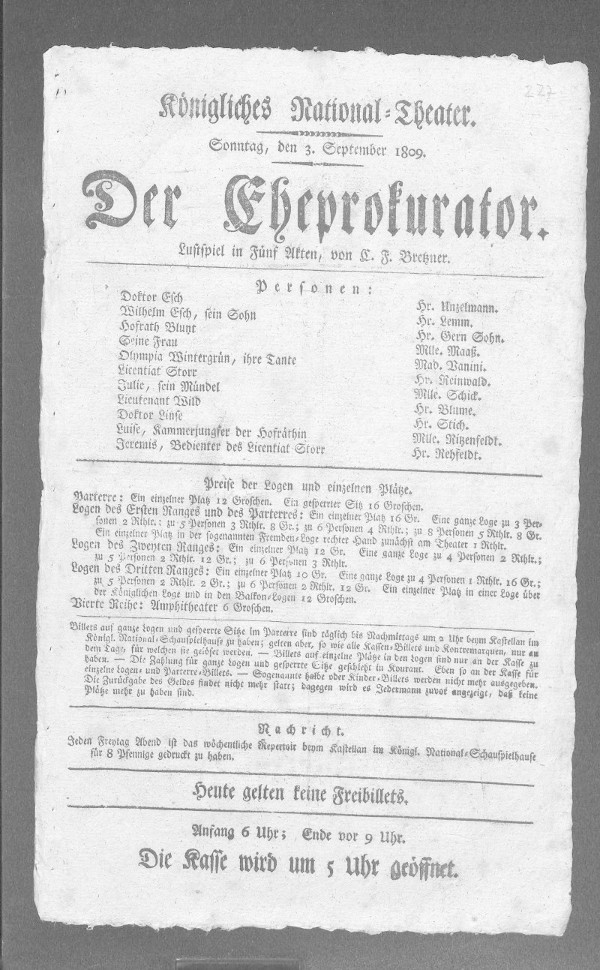 227
Königliches National-Theater.
Sonntag, den 3. September 1809.
Der Eheprokurator.
Lustspiel in Fünf Akten, von C. F. Bretzner.
Personen:
Doktor Esch Hr. Unzelmann.
Wilhelm Esch, sein Sohn Hr. Lemm.
Hofrath Bluyt Hr. Gern Sohn.
Seine Frau Mlle. Maaß.
Olympia Wintergrün, ihre Tante Mad. Vanini.
Licentiat Storr Hr. Reinwald.
Julie, sein Mündel Mlle. Schick.
Lieutenant Wild Hr. Blume.
Doktor Linse Hr. Stich.
Luise, Kammerjungfer der Hofräthin Mlle. Ritzenfeldt.
Jeremis, Bedienter des Licentiat Storr Hr. Rehfeldt.
Preise der Logen und einzelnen Plätze.
Parterre: Ein einzelner Platz 12 Groschen. Ein gesperrter Sitz 16 Groschen.
Logen des Ersten Ranges und des Parterres: Ein einzelner Platz 16 Gr. Eine ganze Loge zu 3 Per-
sonen 2 Rthlr.; zu 5 Personen 3 Rthlr. 8 Gr.; zu 6 Personen 4 Rthlr.; zu 8 Personen 5 Rthlr. 8 Gr.
Ein einzelner Platz in der sogenannten Fremden-Loge rechter Hand zunächst am Theater 1 Rthlr.
Logen des Zweyten Ranges: Ein einzelner Platz 12 Gr. Eine ganze Loge zu 4 Personen 2 Rthlr.;
zu 5 Personen 2 Rthlr. 12 Gr.; zu 6 Personen 3 Rthlr.
Logen des Dritten Ranges: Ein einzelner Platz 10 Gr. Eine ganze Loge zu 4 Personen 1 Rthlr. 16 Gr.;
zu 5 Personen 2 Rthlr. 2 Gr.; zu 6 Personen 2 Rthlr. 12 Gr. Ein einzelner Platz in einer Loge über
der Königlichen Loge und in den Balkon-Logen 12 Groschen.
Vierte Reihe: Amphitheater 6 Groschen.
Billets auf ganze Logen und gesperrte Sitze im Parterre sind täglich bis Nachmittags um 2 Uhr beym Kastellan im
Königl. National-Schauspielhause zu haben; gelten aber, so wie alle Kassen-Billets und Kontremarquen, nur an
dem Tage, für welchen sie gelöset werden. — Billets auf einzelne Plätze in den Logen sind nur an der Kasse zu
haben. — Die Zahlung für ganze Logen und gesperrte Sitze geschieht in Kourant. Eben so an der Kasse für
einzelne Logen- und Parterre-Billets. — Sogenannte halbe oder Kinder-Billets werden nicht mehr ausgegeben.
Die Zurückgabe des Geldes findet nicht mehr statt; dagegen wird es Jedermann zuvor angezeigt, daß keine
Plätze mehr zu haben sind.
Nachricht.
Jeden Freytag Abend ist das wöchentliche Repertoir beym Kastellan im Königl. National-Schauspielhause
für 8 Pfennige gedruckt zu haben.
Heute gelten keine Freibillets.
Anfang 6 Uhr; Ende vor 9 Uhr.
Die Kasse wird um 5 Uhr geöffnet.